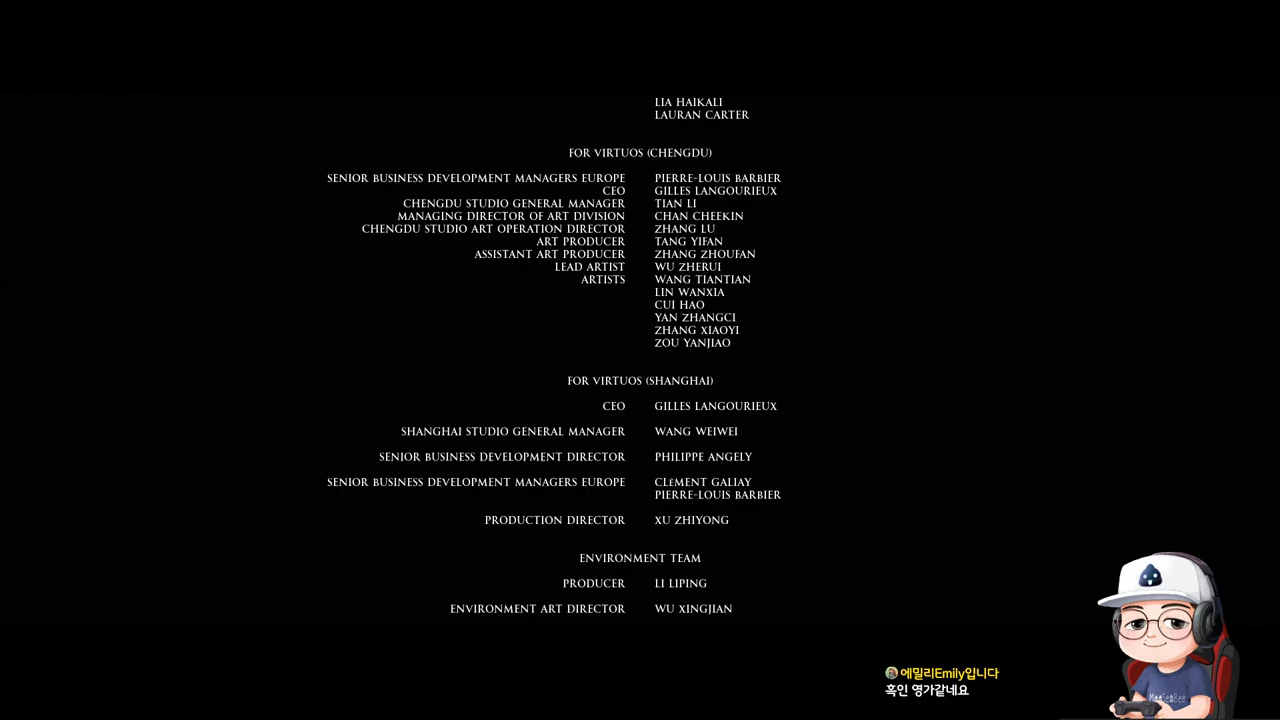 LIA HAIKALI
LAURAN CARTER
FOR VIRTUOS (CHENGDU)
SENIOR BUSINESS DEVELOPMENT MANAGERS EUROPE PIERRE-LOUIS BARBIER
CEO GILLES LANGOURIEUX
CHENGDU STUDIO GENERAL MANAGER TIAN LI
MANAGING DIRECTOR OF ART DIVISION CHAN CHEEKIN
CHENGDU STUDIO ART OPERATION DIRECTOR ZHANG LU
ART PRODUCER TANG YIFAN
ASSISTANT ART PRODUCER ZHANG ZHOUFAN
LEAD ARTIST WU ZHERUI
ARTISTS WANG TIANTIAN
LIN WANXIA
CUI HAO
YAN ZHANGCI
ZHANG XIAOYI
ZOU YANJIAO
FOR VIRTUOS (SHANGHAI)
CEO GILLES LANGOURIEUX
SHANGHAI STUDIO GENERAL MANAGER WANG WEIWEI
SENIOR BUSINESS DEVELOPMENT DIRECTOR PHILIPPE ANGELY
SENIOR BUSINESS DEVELOPMENT MANAGERS EUROPE CLÉMENT GALIAY
PIERRE-LOUIS BARBIER
PRODUCTION DIRECTOR XU ZHIYONG
ENVIRONMENT TEAM
PRODUCER LI LIPING
ENVIRONMENT ART DIRECTOR WU XINGJIAN
에밀리Emily입니다
흑인 영가같네요